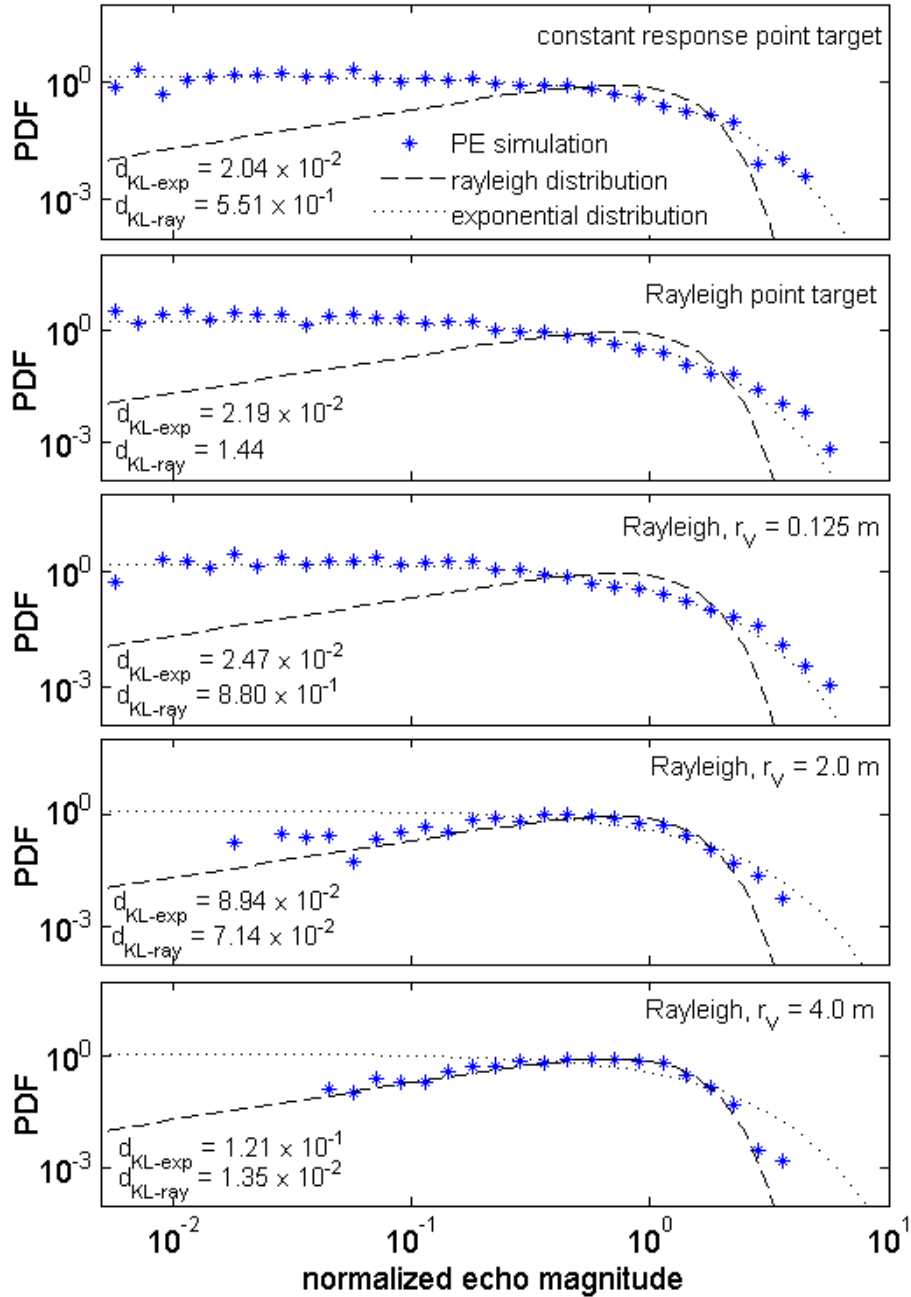 constant response point target
10^0
PDF
PE simulation
rayleigh distribution
exponential distribution
d_KL-exp = 2.04 x 10^-2
d_KL-ray = 5.51 x 10^-1
10^-3
Rayleigh point target
10^0
PDF
d_KL-exp = 2.19 x 10^-2
d_KL-ray = 1.44
10^-3
Rayleigh, r_v = 0.125 m
10^0
PDF
d_KL-exp = 2.47 x 10^-2
d_KL-ray = 8.80 x 10^-1
10^-3
Rayleigh, r_v = 2.0 m
10^0
PDF
d_KL-exp = 8.94 x 10^-2
d_KL-ray = 7.14 x 10^-2
10^-3
Rayleigh, r_v = 4.0 m
10^0
PDF
d_KL-exp = 1.21 x 10^-1
d_KL-ray = 1.35 x 10^-2
10^-3
10^-2 10^-1 10^0 10^1
normalized echo magnitude